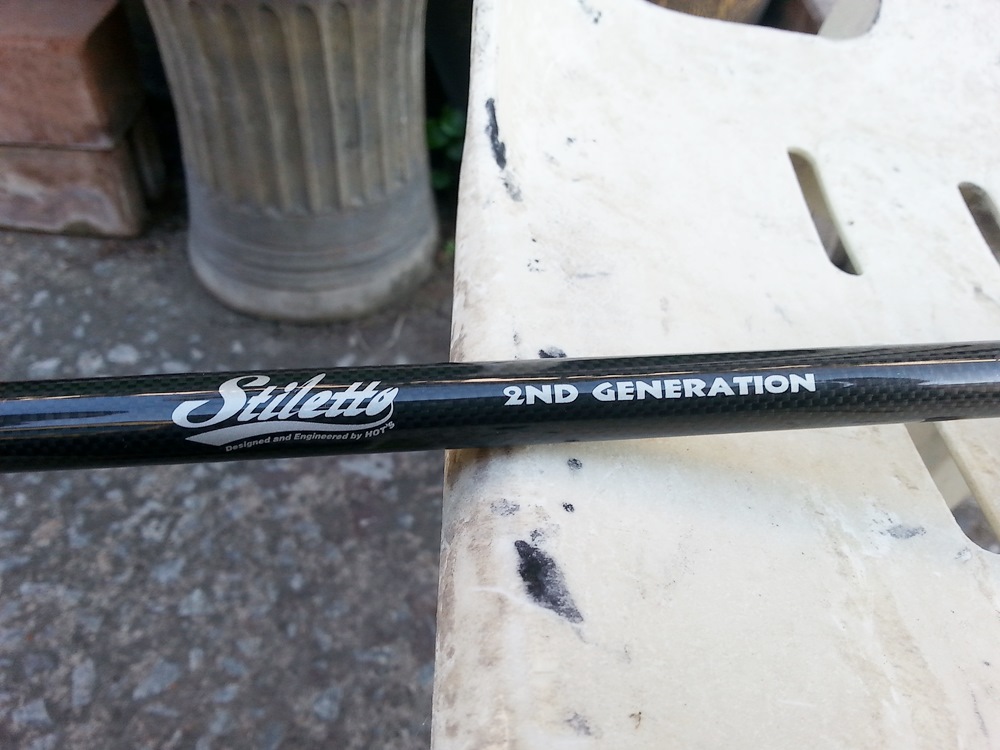 Stiletto
Designed and Engineered by HOT'S
2ND GENERATION